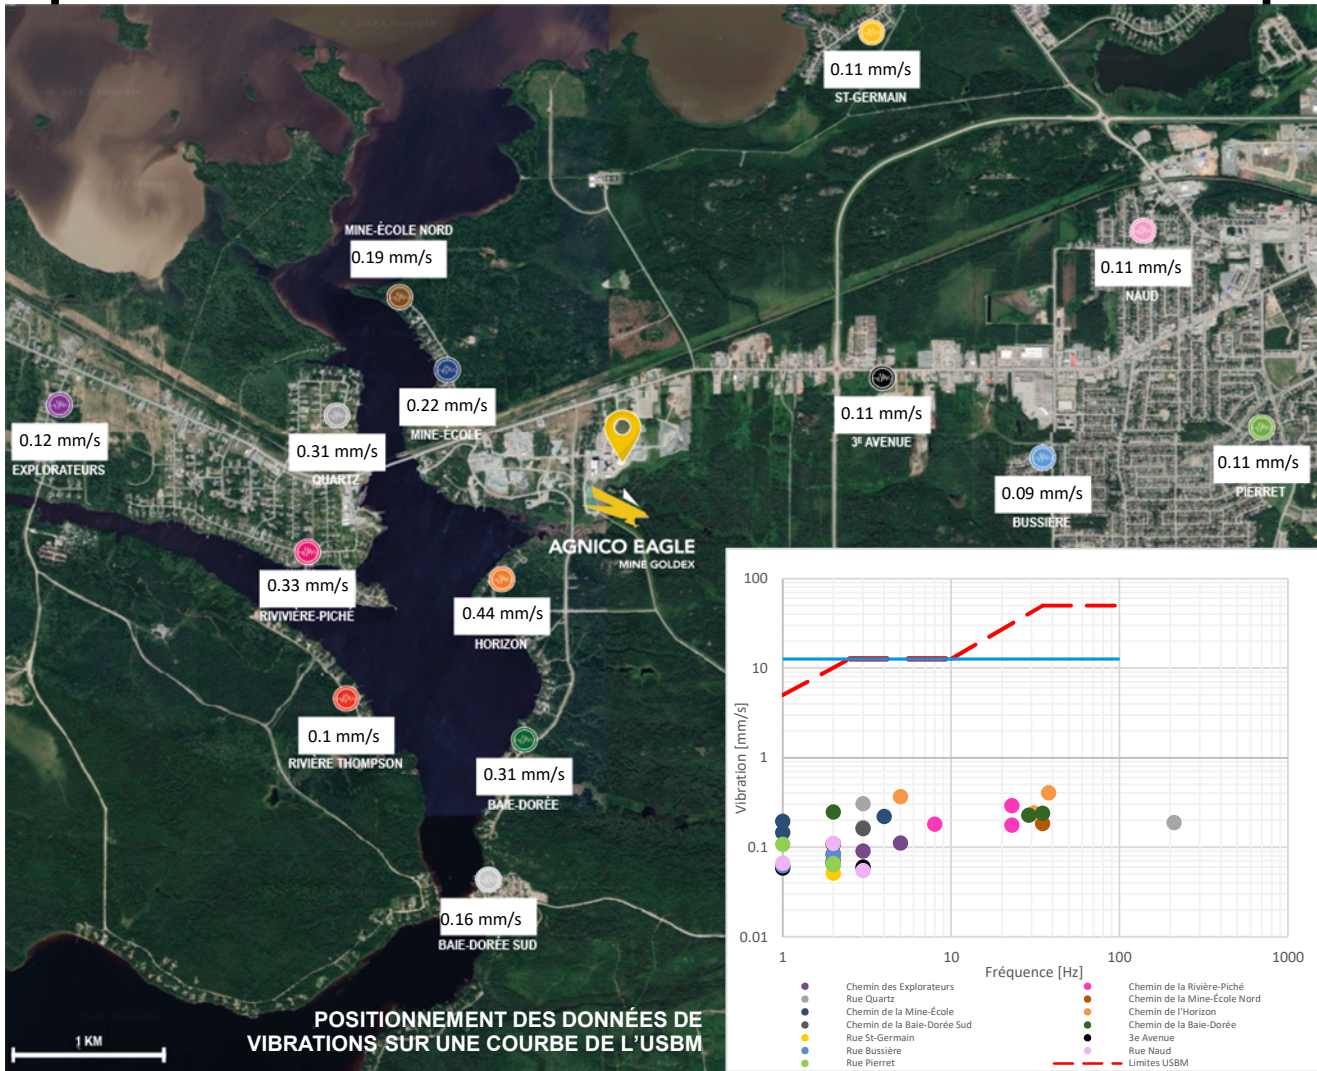 0.11 mm/s
ST-GERMAIN
MINE-ÉCOLE NORD
0.19 mm/s
0.11 mm/s
NAUD
0.22 mm/s
MINE-ÉCOLE
0.12 mm/s
EXPLORATEURS
0.31 mm/s
QUARTZ
0.11 mm/s
3E AVENUE
0.09 mm/s
BUSSIÈRE
0.11 mm/s
PIERRET
AGNICO EAGLE
MINE GOLDEX
0.33 mm/s
RIVIVIÈRE-PICHÉ
0.44 mm/s
HORIZON
0.1 mm/s
RIVIÈRE THOMPSON
0.31 mm/s
BAIE-DORÉE
0.16 mm/s
BAIE-DORÉE SUD
POSITIONNEMENT DES DONNÉES DE
VIBRATIONS SUR UNE COURBE DE L'USBM
1 KM
100
10
1
0.1
0.01
Vibration [mm/s]
1 10 100 1000
Fréquence [Hz]
Chemin des Explorateurs
Chemin de la Rivière-Piché
Rue Quartz
Chemin de la Mine-École Nord
Chemin de la Mine-École
Chemin de l'Horizon
Chemin de la Baie-Dorée Sud
Chemin de la Baie-Dorée
Rue St-Germain
3e Avenue
Rue Bussière
Rue Naud
Rue Pierret
Limites USBM